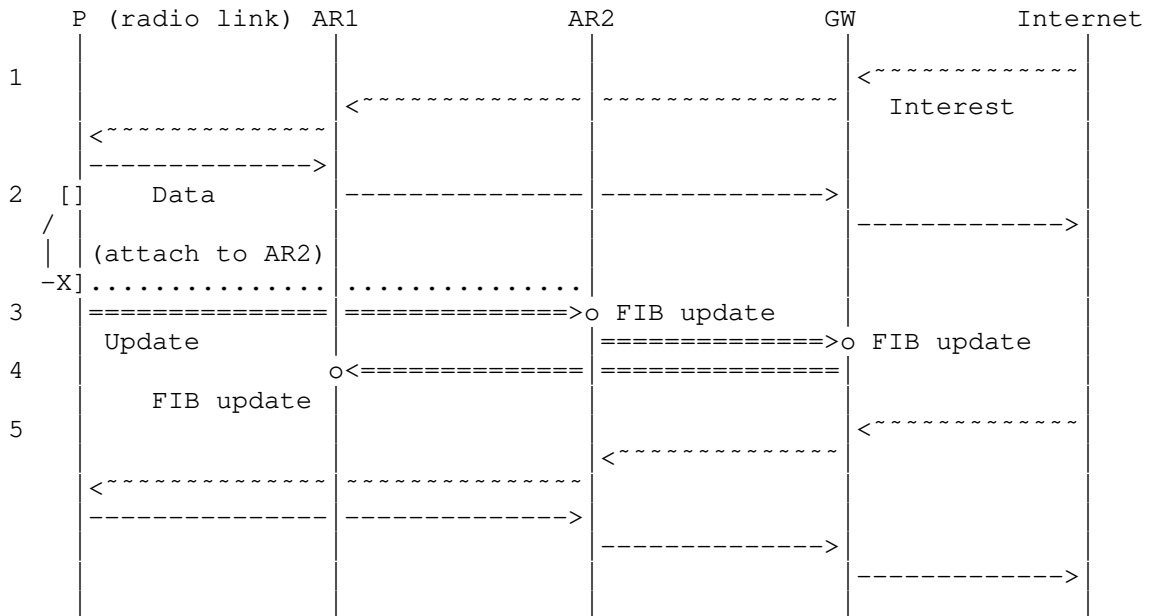 P (radio link) AR1 AR2 GW Internet
1
Interest
2 [] Data
(attach to AR2)
-X]
3 FIB update
Update FIB update
4
FIB update
5